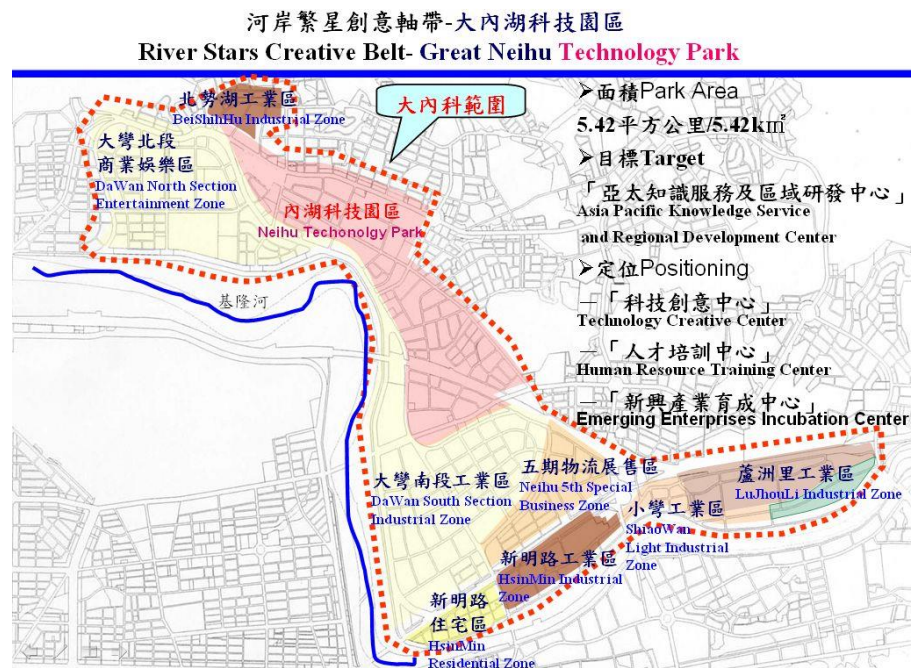 河岸繁星創意軸帶-大內湖科技園區
River Stars Creative Belt- Great Neihu Technology Park
北勢湖工業區
BeiShihHu Industrial Zone
大內科範圍
大彎北段
商業娛樂區
DaWan North Section
Entertainment Zone
內湖科技園區
Neihu Techonolgy Park
基隆河
➢面積Park Area
5.42平方公里/5.42k㎡
➢目標Target
「亞太知識服務及區域研發中心」
Asia Pacific Knowledge Service
and Regional Development Center
➢定位Positioning
—「科技創意中心」
Technology Creative Center
—「人才培訓中心」
Human Resource Training Center
—「新興產業育成中心」
Emerging Enterprises Incubation Center
大彎南段工業區
DaWan South Section
Industrial Zone
五期物流展售區
Neihu 5th Special
Business Zone
蘆洲里工業區
LuJhouLi Industrial Zone
小彎工業區
ShiaoWan
Light Industrial
Zone
新明路工業區
HsinMin Industrial
Zone
新明路
住宅區
HsinMin
Residential Zone